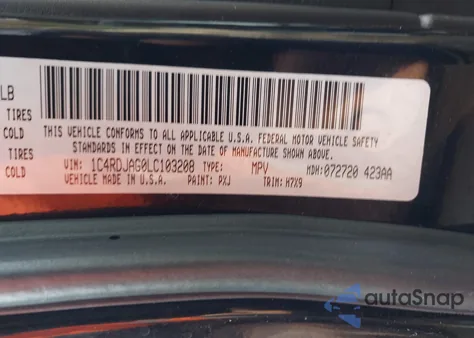 LB
TIRES
COLD
THIS VEHICLE CONFORMS TO ALL APPLICABLE U.S.A. FEDERAL MOTOR VEHICLE SAFETY
STANDARDS IN EFFECT ON THE DATE OF MANUFACTURE SHOWN ABOVE.
TIRES
COLD
VIN: 1C4RDJAG0LC103208 TYPE: MPV MDH:072720 423AA
VEHICLE MADE IN U.S.A. PAINT: PXJ TRIM: H7X9
autoSnap